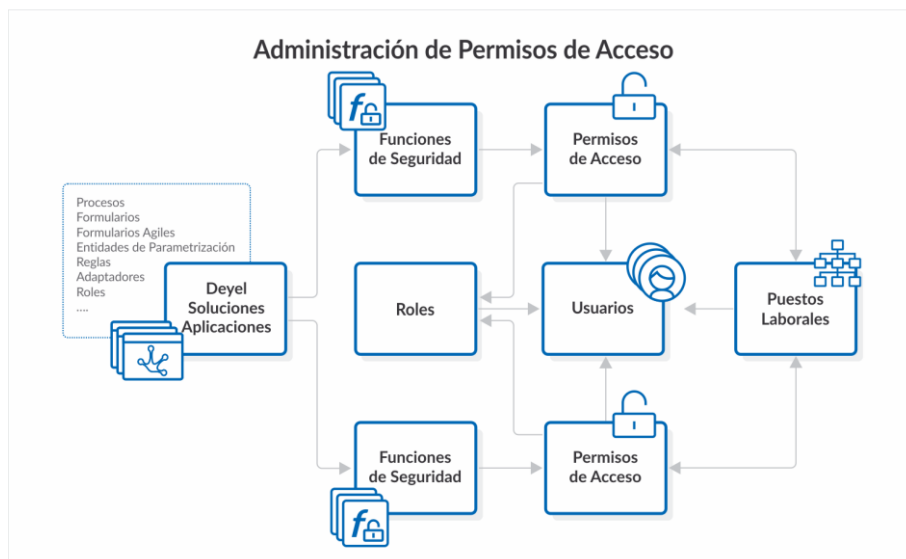 Administración de Permisos de Acceso
Funciones
de Seguridad
Permisos
de Acceso
Procesos
Formularios
Formularios Agiles
Entidades de Parametrización
Reglas
Adaptadores
Roles
....
Deyel
Soluciones
Aplicaciones
Roles
Usuarios
Puestos
Laborales
Funciones
de Seguridad
Permisos
de Acceso